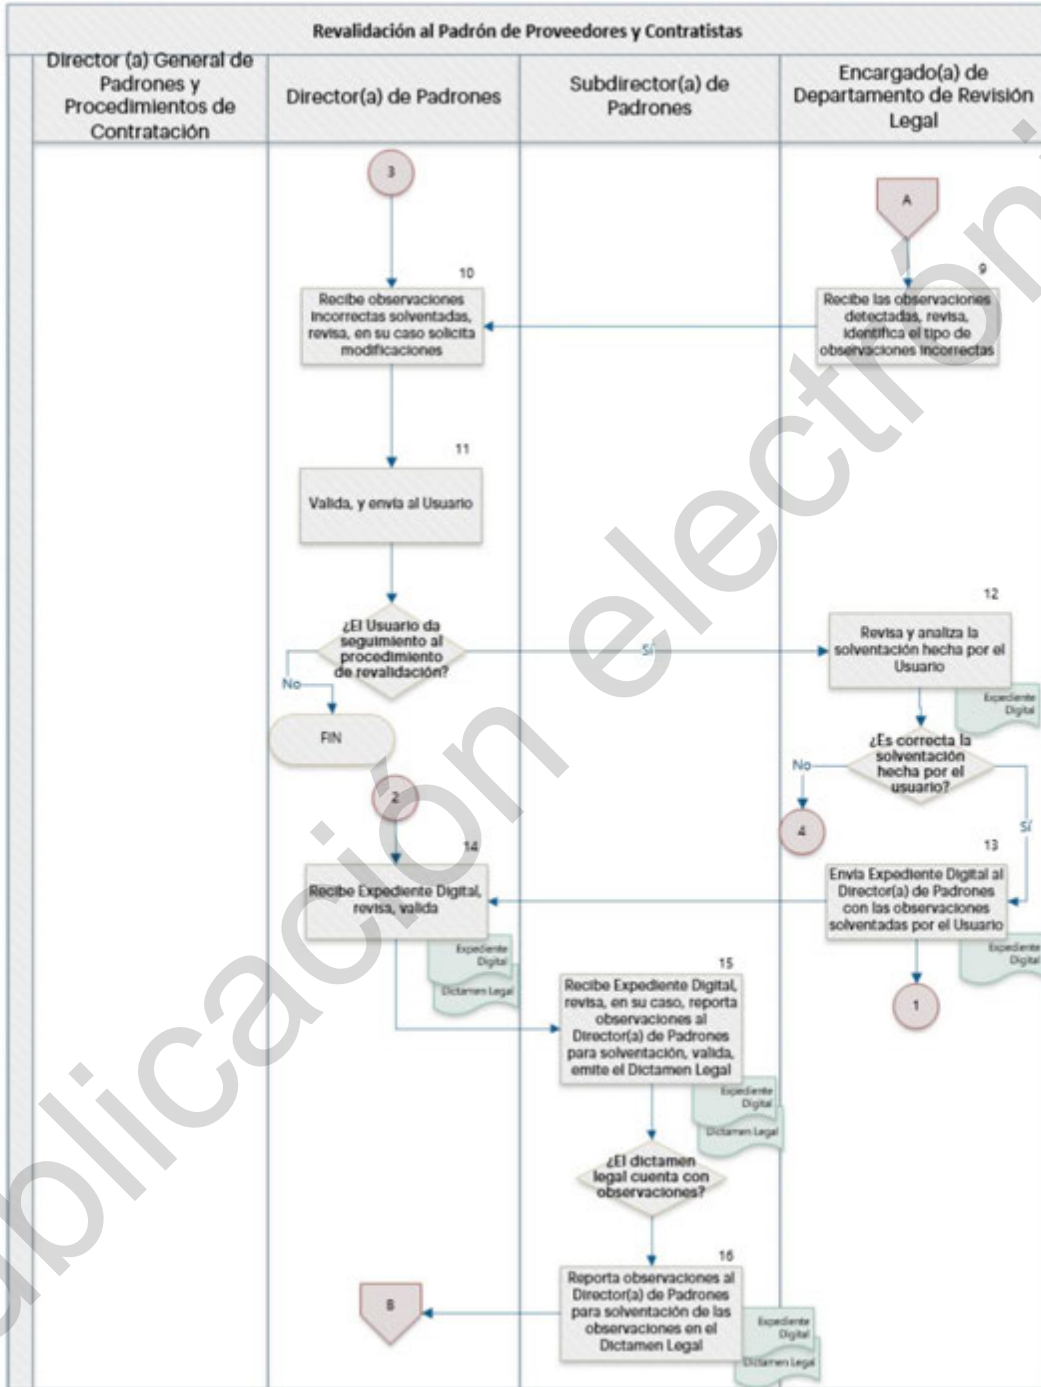 Revalidación al Padrón de Proveedores y Contratistas
Director (a) General de
Padrones y
Procedimientos de
Contratación
Director(a) de Padrones
Subdirector(a) de
Padrones
Encargado(a) de
Departamento de Revisión
Legal
3
A
10
Recibe observaciones
incorrectas solventadas,
revisa, en su caso solicita
modificaciones
9
Recibe las observaciones
detectadas, revisa,
identifica el tipo de
observaciones incorrectas
11
Valida, y envía al Usuario
¿El Usuario da
seguimiento al
procedimiento
de revalidación?
Sí
No
FIN
12
Revisa y analiza la
solventación hecha por el
Usuario
Expediente
Digital
¿Es correcta la
solventación
hecha por el
usuario?
No
Sí
4
2
14
Recibe Expediente Digital,
revisa, valida
Expediente
Digital
Dictamen Legal
13
Envía Expediente Digital al
Director(a) de Padrones
con las observaciones
solventadas por el Usuario
Expediente
Digital
1
15
Recibe Expediente Digital,
revisa, en su caso, reporta
observaciones al
Director(a) de Padrones
para solventación, valida,
emite el Dictamen Legal
Expediente
Digital
Dictamen Legal
¿El dictamen
legal cuenta con
observaciones?
16
Reporta observaciones al
Director(a) de Padrones
para solventación de las
observaciones en el
Dictamen Legal
Expediente
Digital
Dictamen Legal
B
ublicación electróni